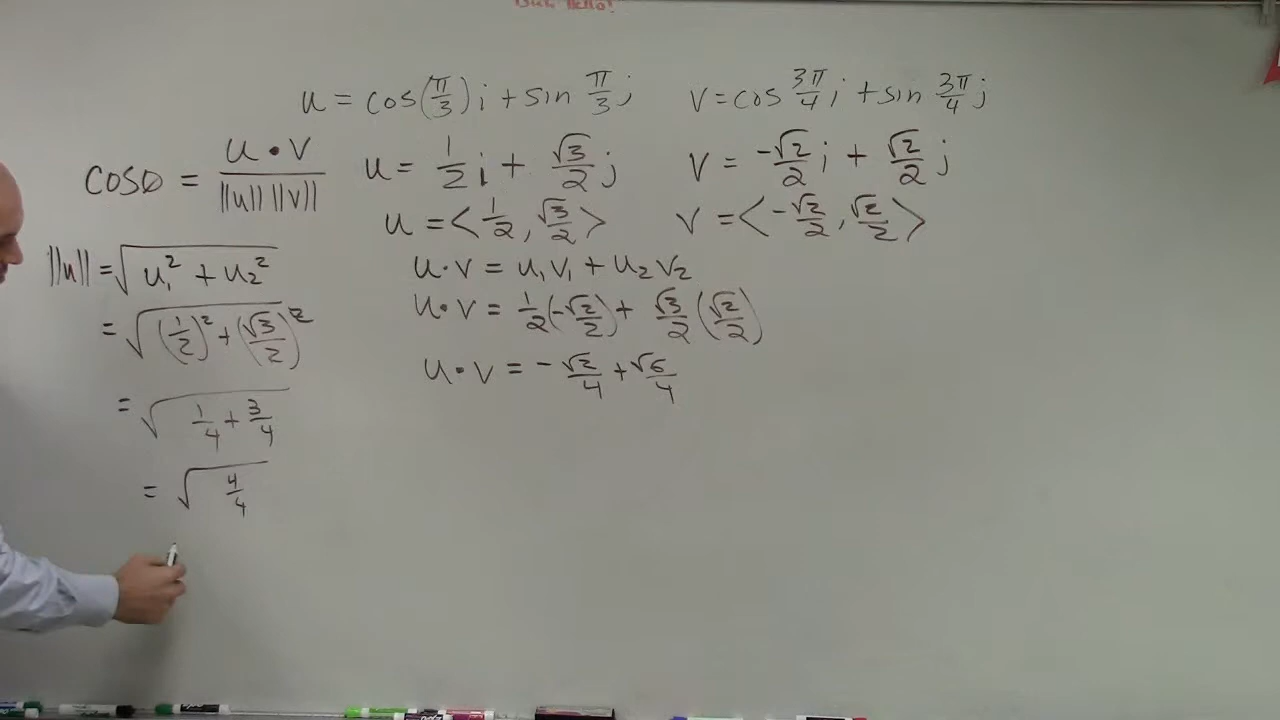 u = cos(π/3) i + sin π/3 j
v = cos 3π/4 i + sin 3π/4 j
cosθ = u • v / ||u|| ||v||
u = 1/2 i + √3/2 j
v = -√2/2 i + √2/2 j
u = <1/2, √3/2>
v = <-√2/2, √2/2>
||u|| = √(u₁² + u₂²)
u·v = u₁v₁ + u₂v₂
= √((1/2)² + (√3/2)²)
u•v = 1/2(-√2/2) + √3/2(√2/2)
= √(1/4 + 3/4)
u•v = -√2/4 + √6/4
= √(4/4)